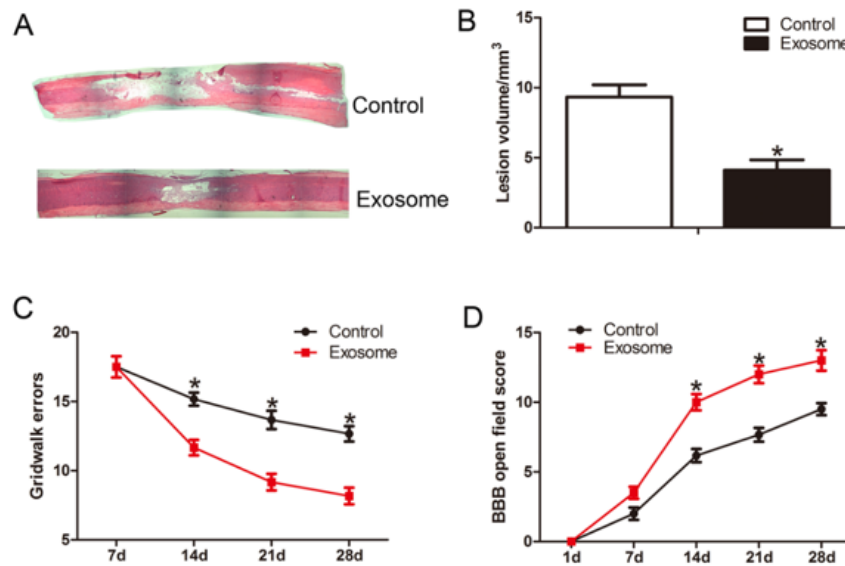 A
Control
Exosome
B
Control
Exosome
Lesion volume/mm³
15
10
5
0
*
C
Control
Exosome
Gridwalk errors
20
15
10
5
* * *
7d 14d 21d 28d
D
Control
Exosome
BBB open field score
15
10
5
0
* * *
1d 7d 14d 21d 28d